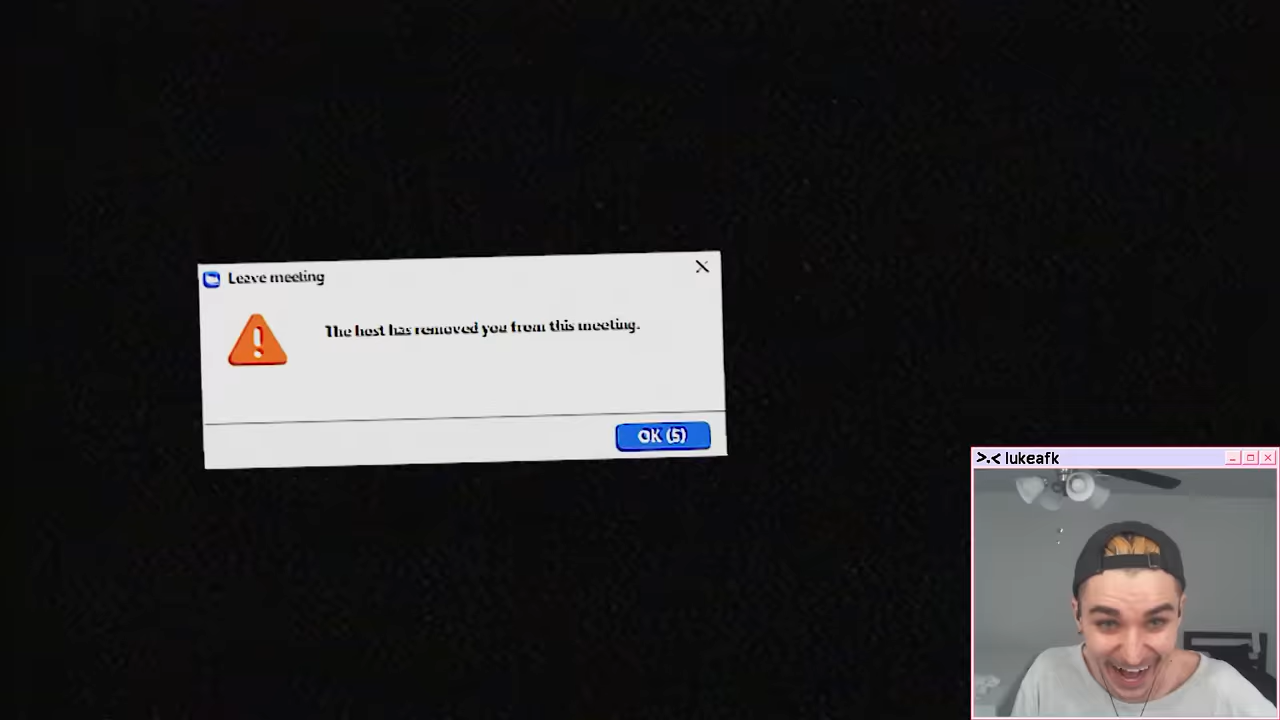 Leave meeting
The host has removed you from this meeting.
OK (5)
>.< lukeafk